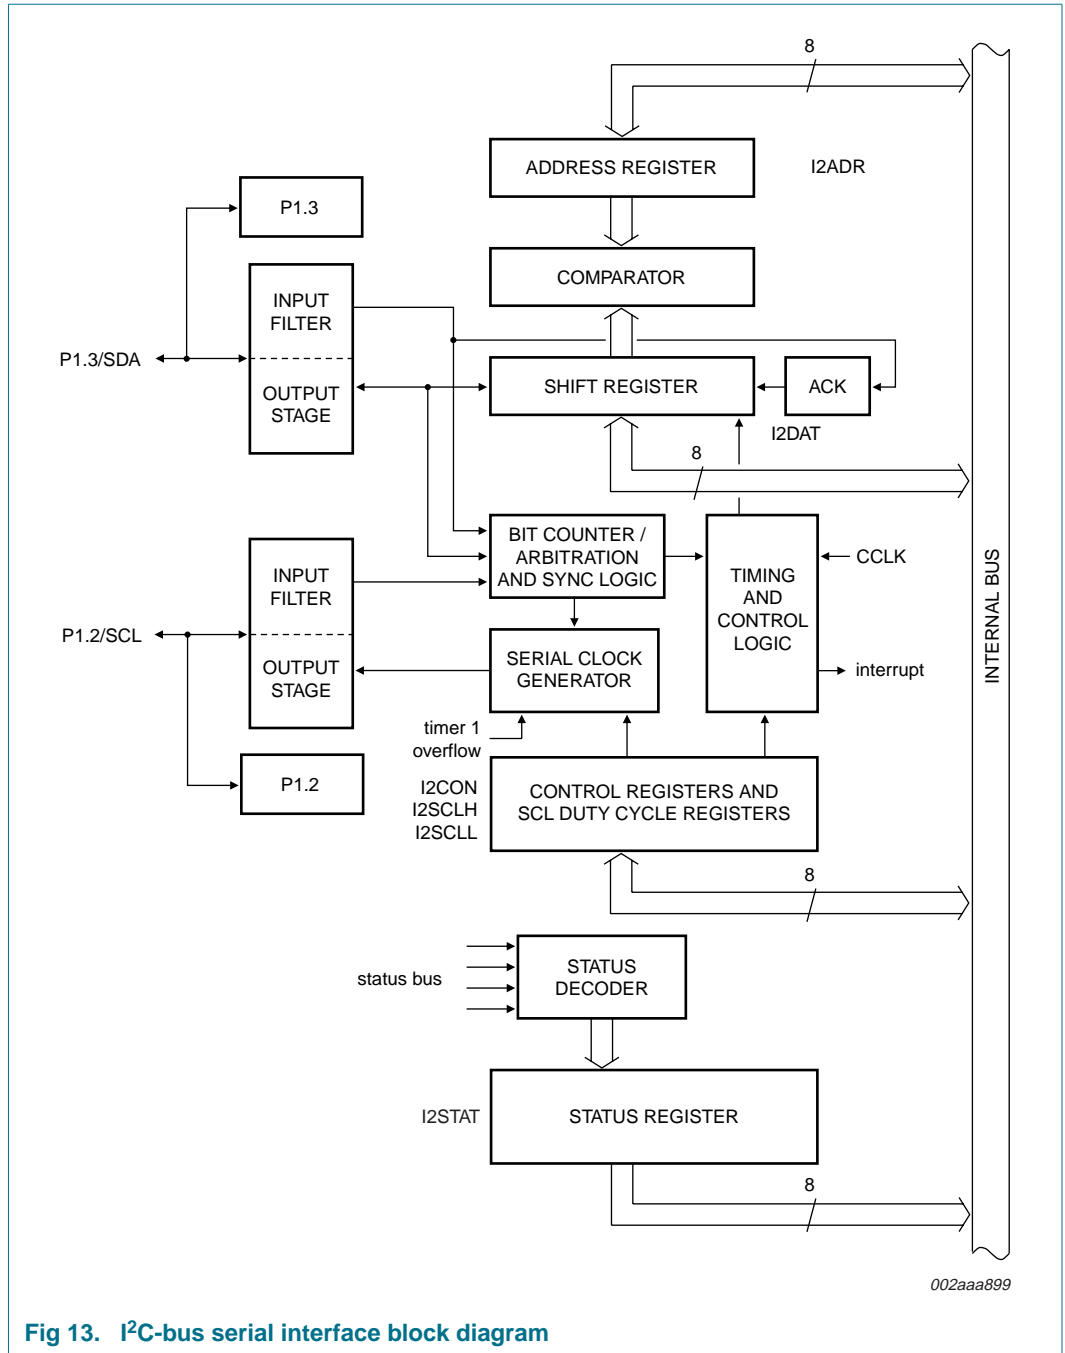 8
ADDRESS REGISTER
I2ADR
P1.3
COMPARATOR
INPUT
FILTER
P1.3/SDA
OUTPUT
STAGE
SHIFT REGISTER
ACK
I2DAT
8
BIT COUNTER /
ARBITRATION
AND SYNC LOGIC
INPUT
FILTER
TIMING
AND
CONTROL
LOGIC
CCLK
INTERNAL BUS
P1.2/SCL
OUTPUT
STAGE
SERIAL CLOCK
GENERATOR
interrupt
timer 1
overflow
P1.2
I2CON
I2SCLH
I2SCLL
CONTROL REGISTERS AND
SCL DUTY CYCLE REGISTERS
8
status bus
STATUS
DECODER
I2STAT
STATUS REGISTER
8
002aaa899
Fig 13. I²C-bus serial interface block diagram